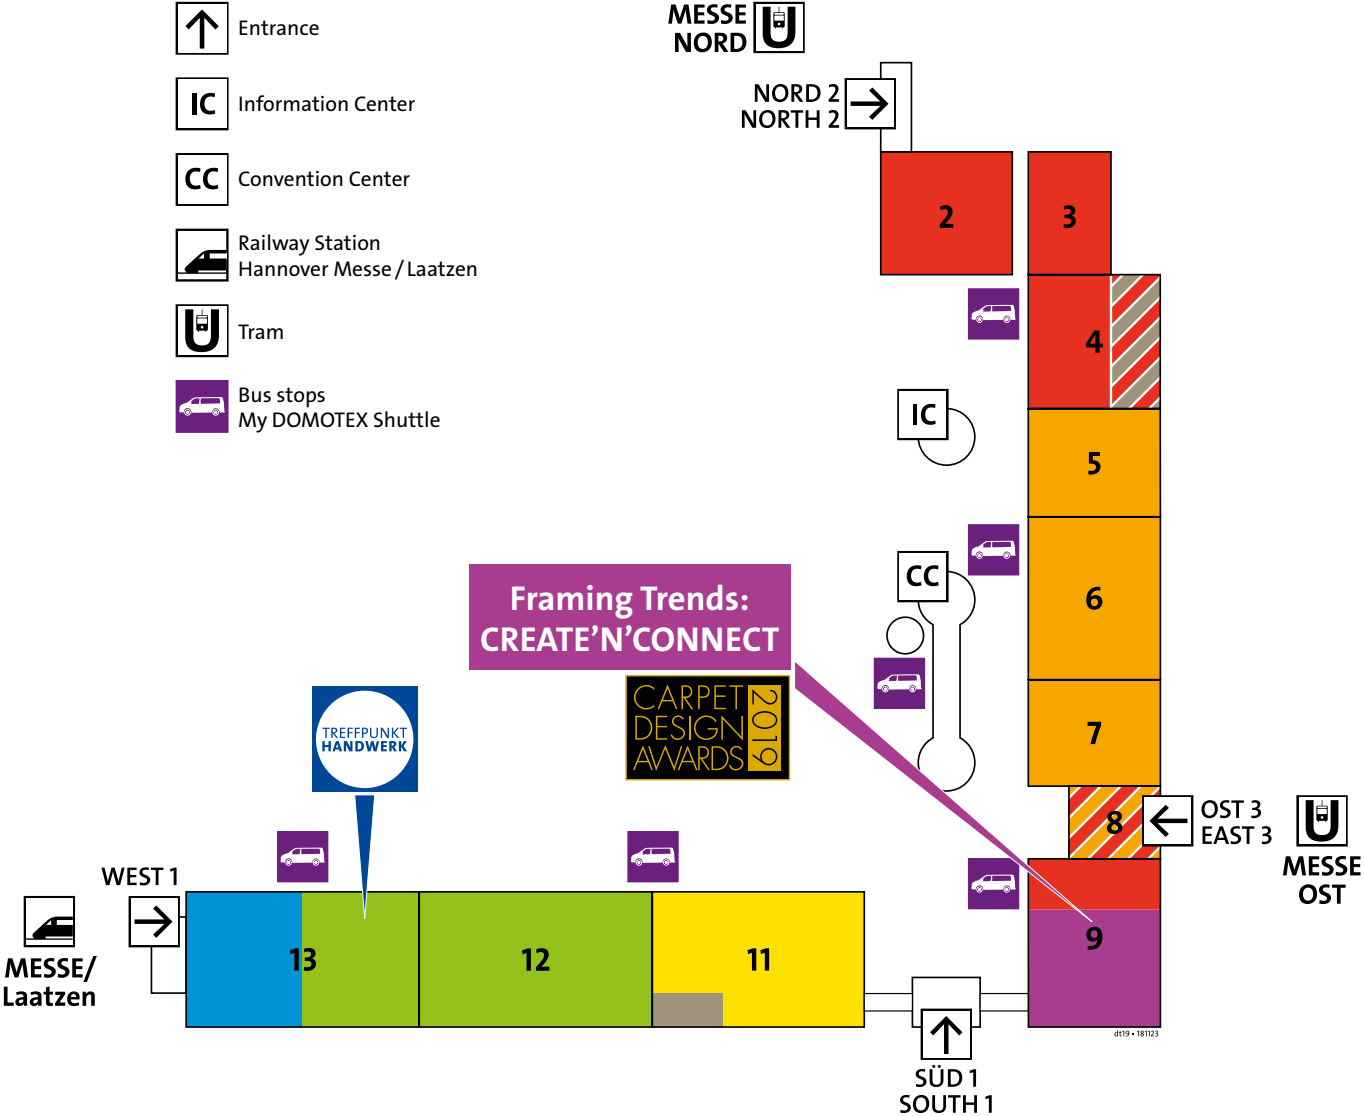 Entrance
IC
Information Center
CC
Convention Center
Railway Station
Hannover Messe / Laatzen
Tram
Bus stops
My DOMOTEX Shuttle
MESSE
NORD
NORD 2
NORTH 2
2
3
4
IC
5
CC
6
Framing Trends:
CREATE’N’CONNECT
CARPET
DESIGN
AWARDS
2019
TREFFPUNKT
HANDWERK
7
8
OST 3
EAST 3
MESSE
OST
WEST 1
MESSE/
Laatzen
13
12
11
9
dt19 • 181123
SÜD 1
SOUTH 1